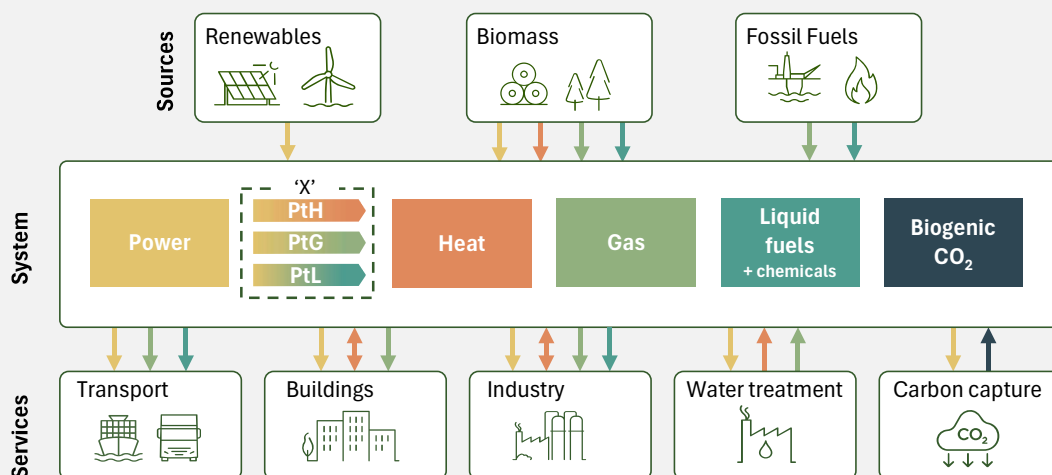 Sources
Renewables
Biomass
Fossil Fuels
System
Power
‘X’
PtH
PtG
PtL
Heat
Gas
Liquid
fuels
+ chemicals
Biogenic
CO₂
Services
Transport
Buildings
Industry
Water treatment
Carbon capture
CO₂